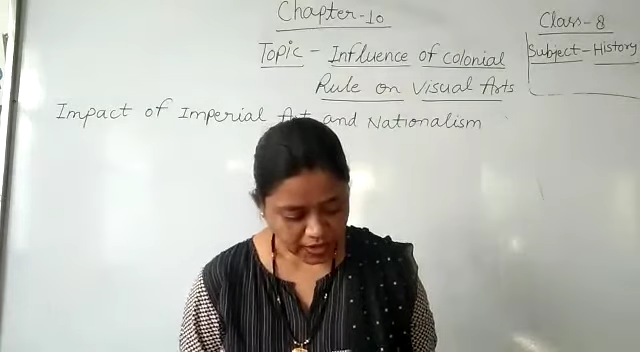 Chapter-10
Class-8
Subject-History
Topic - Influence of Colonial
Rule on Visual Arts
Impact of Imperial Art and Nationalism